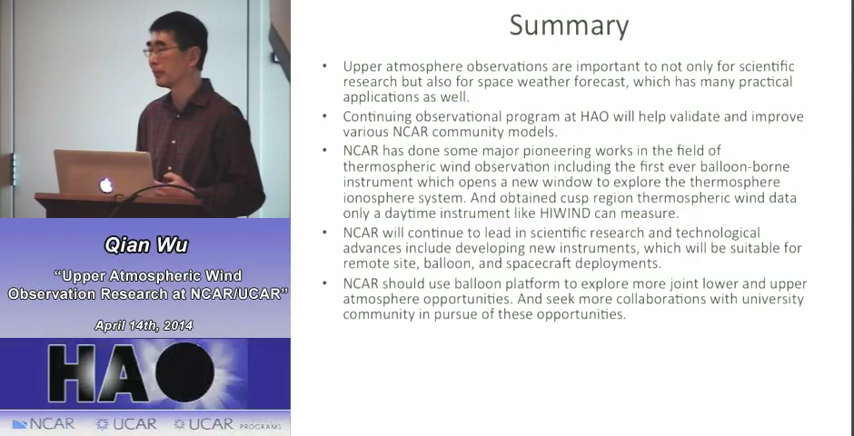 Summary
• Upper atmosphere observations are important to not only for scientific
research but also for space weather forecast, which has many practical
applications as well.
• Continuing observational program at HAO will help validate and improve
various NCAR community models.
• NCAR has done some major pioneering works in the field of
thermospheric wind observation including the first ever balloon-borne
instrument which opens a new window to explore the thermosphere
ionosphere system. And obtained cusp region thermospheric wind data
only a daytime instrument like HIWIND can measure.
• NCAR will continue to lead in scientific research and technological
advances include developing new instruments, which will be suitable for
remote site, balloon, and spacecraft deployments.
• NCAR should use balloon platform to explore more joint lower and upper
atmosphere opportunities. And seek more collaborations with university
community in pursue of these opportunities.
Qian Wu
“Upper Atmospheric Wind
Observation Research at NCAR/UCAR”
April 14th, 2014
HAO
NCAR UCAR UCAR PROGRAMS